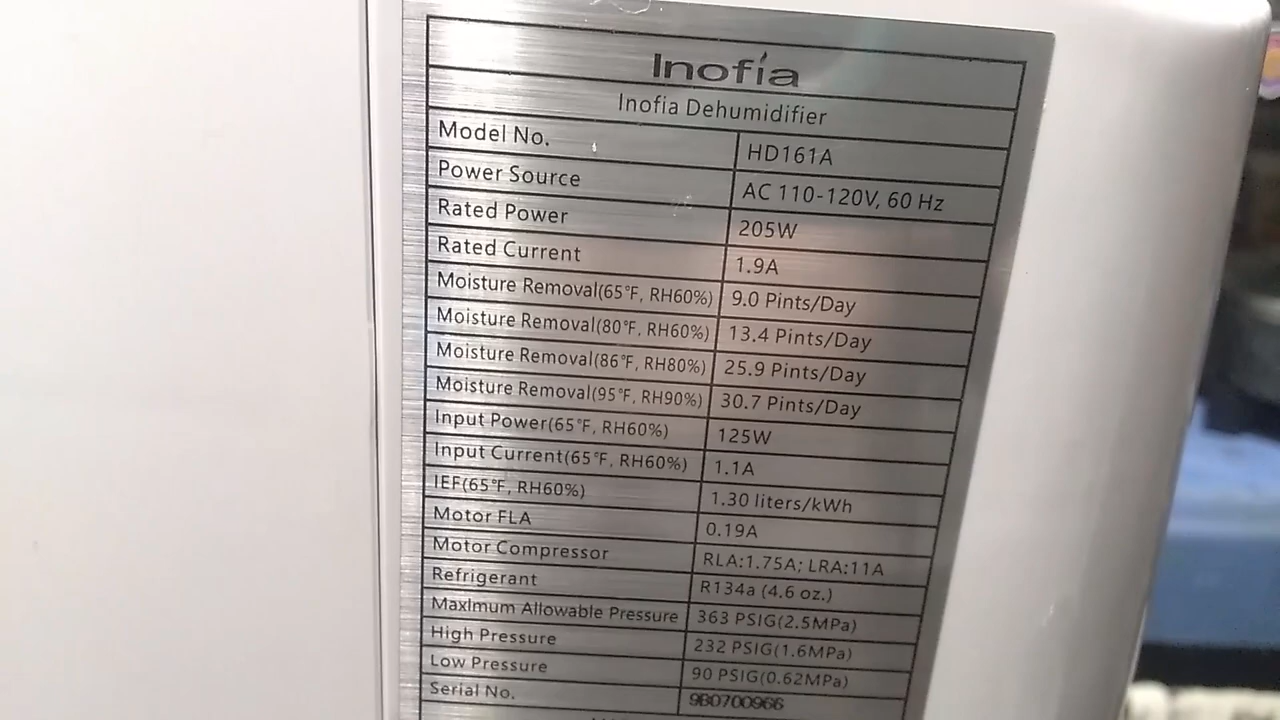 Inofia
Inofia Dehumidifier
Model No. HD161A
Power Source AC 110-120V, 60 Hz
Rated Power 205W
Rated Current 1.9A
Moisture Removal(65°F, RH60%) 9.0 Pints/Day
Moisture Removal(80°F, RH60%) 13.4 Pints/Day
Moisture Removal(86°F, RH80%) 25.9 Pints/Day
Moisture Removal(95°F, RH90%) 30.7 Pints/Day
Input Power(65°F, RH60%) 125W
Input Current(65°F, RH60%) 1.1A
IEF(65°F, RH60%) 1.30 liters/kWh
Motor FLA 0.19A
Motor Compressor RLA:1.75A; LRA:11A
Refrigerant R134a (4.6 oz.)
Maxlmum Allowable Pressure 363 PSIG(2.5MPa)
High Pressure 232 PSIG(1.6MPa)
Low Pressure 90 PSIG(0.62MPa)
Serial No. 9B0700966